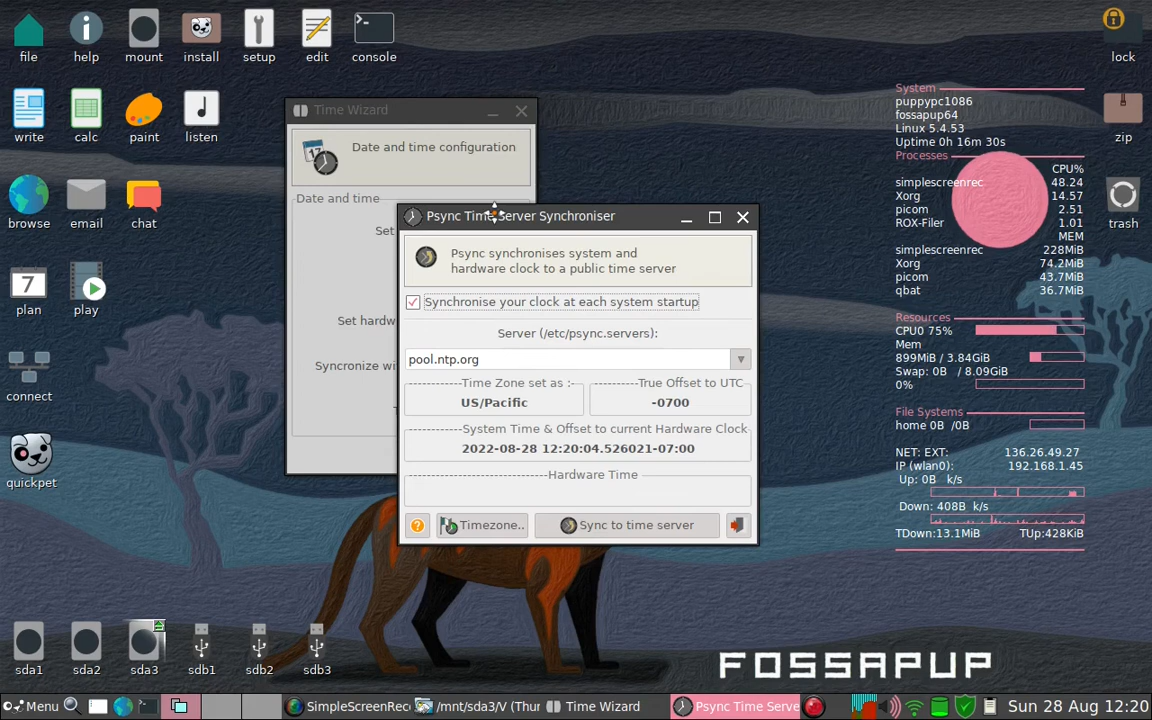 file
help
mount
install
setup
edit
console
lock
write
calc
paint
listen
zip
browse
email
chat
trash
plan
play
connect
quickpet
sda1
sda2
sda3
sdb1
sdb2
sdb3
Time Wizard
Date and time configuration
Date and time
Set
Set hardw
Syncronize wi
Psync Time Server Synchroniser
Psync synchronises system and
hardware clock to a public time server
Synchronise your clock at each system startup
Server (/etc/psync.servers):
pool.ntp.org
------------Time Zone set as :-
------------True Offset to UTC
US/Pacific
-0700
------------System Time & Offset to current Hardware Clock
2022-08-28 12:20:04.526021-07:00
------------------------------Hardware Time
Timezone..
Sync to time server
System
puppypc1086
fossapup64
Linux 5.4.53
Uptime 0h 16m 30s
Processes
CPU%
simplescreenrec 48.24
Xorg 14.57
picom 2.51
ROX-Filer 1.01
MEM
simplescreenrec 228MiB
Xorg 74.2MiB
picom 43.7MiB
qbat 36.7MiB
Resources
CPU0 75%
Mem
899MiB / 3.84GiB
Swap: 0B / 8.09GiB
0%
File Systems
home 0B /0B
NET: EXT: 136.26.49.27
IP (wlan0): 192.168.1.45
Up: 0B k/s
Down: 408B k/s
TDown:13.1MiB TUp:428KiB
FOSSAPUP
Menu
SimpleScreenRec
/mnt/sda3/V (Thur
Time Wizard
Psync Time Serve
Sun 28 Aug 12:20